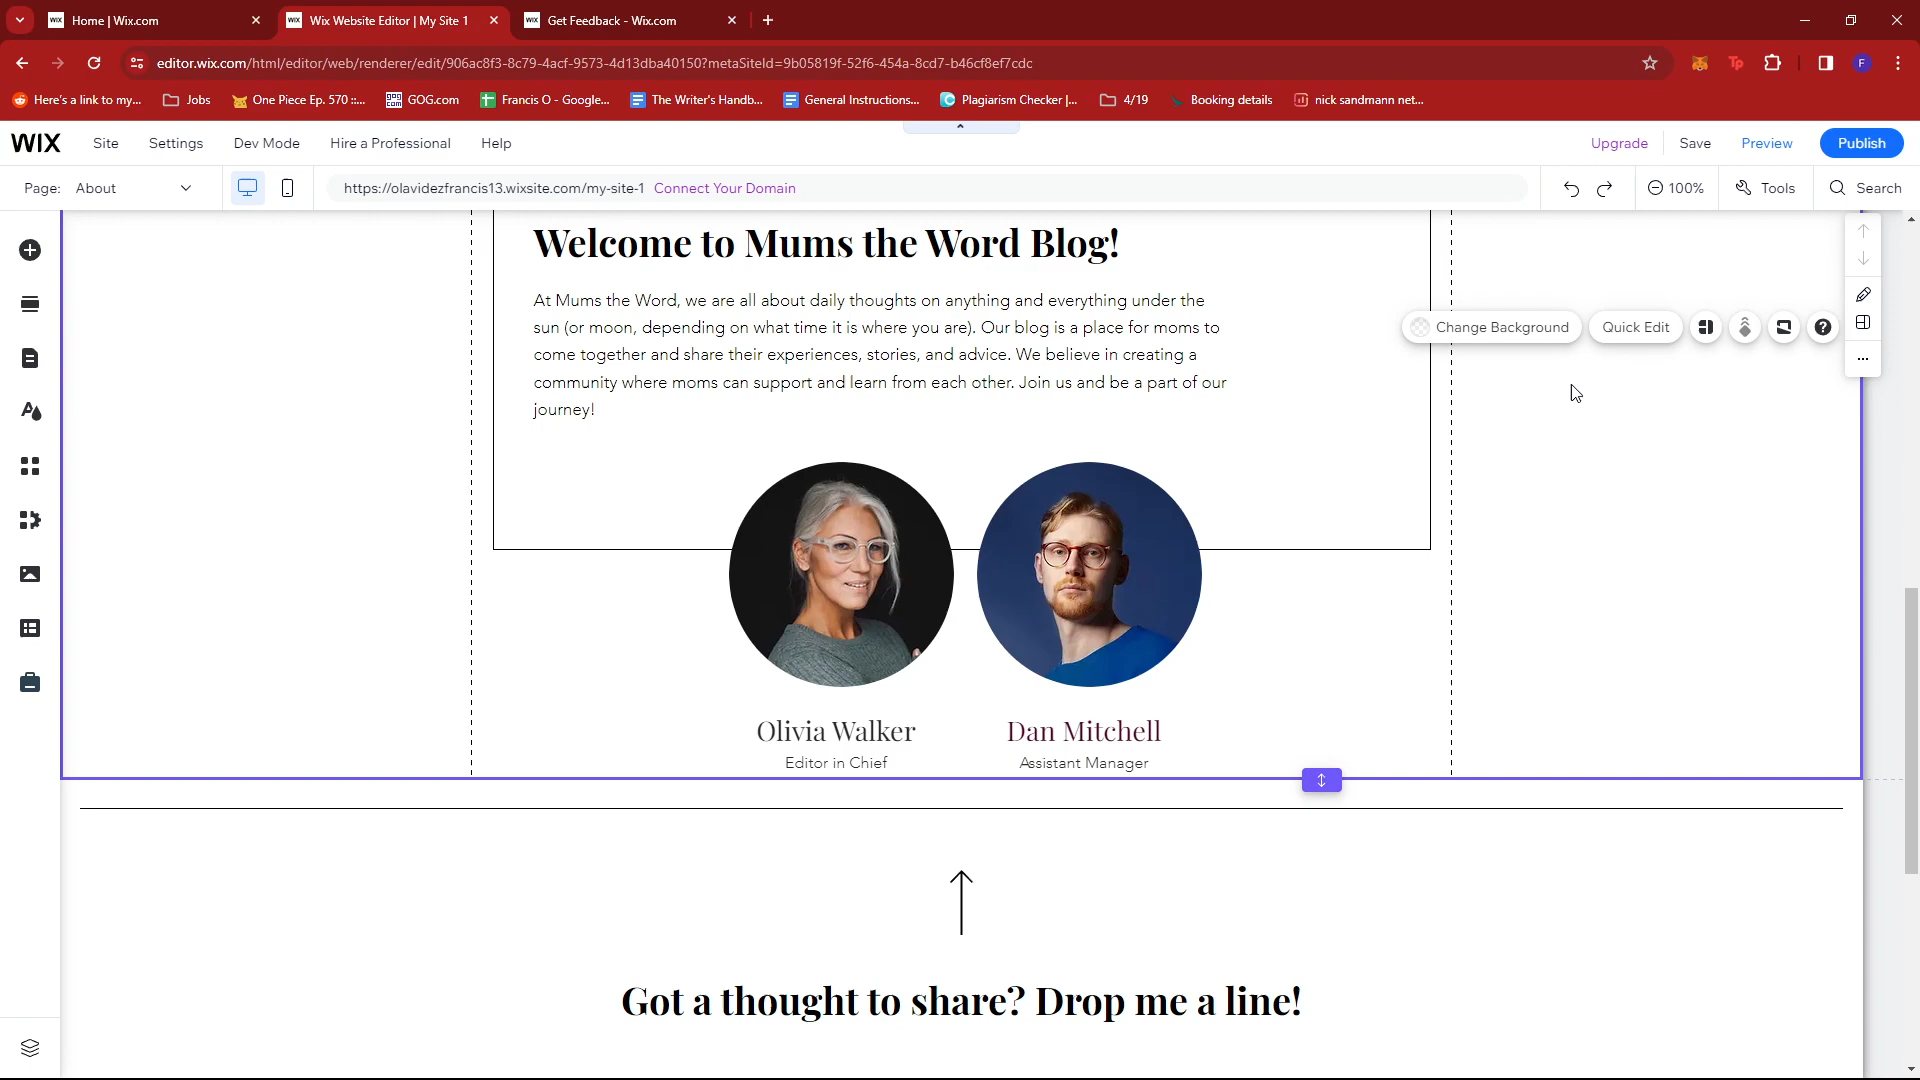 Home | Wix.com
Wix Website Editor | My Site 1
Get Feedback - Wix.com
editor.wix.com/html/editor/web/renderer/edit/906ac8f3-8c79-4acf-9573-4d13dba40150?metaSiteId=9b05819f-52f6-454a-8cd7-b46cf8ef7cdc
Here's a link to my...
Jobs
One Piece Ep. 570 ::...
GOG.com
Francis O - Google...
The Writer's Handb...
General Instructions...
Plagiarism Checker |...
4/19
Booking details
nick sandmann net...
WIX
Site
Settings
Dev Mode
Hire a Professional
Help
Upgrade
Save
Preview
Publish
Page: About
https://olavidezfrancis13.wixsite.com/my-site-1
Connect Your Domain
100%
Tools
Search
Welcome to Mums the Word Blog!
At Mums the Word, we are all about daily thoughts on anything and everything under the
sun (or moon, depending on what time it is where you are). Our blog is a place for moms to
come together and share their experiences, stories, and advice. We believe in creating a
community where moms can support and learn from each other. Join us and be a part of our
journey!
Change Background
Quick Edit
Olivia Walker
Editor in Chief
Dan Mitchell
Assistant Manager
Got a thought to share? Drop me a line!